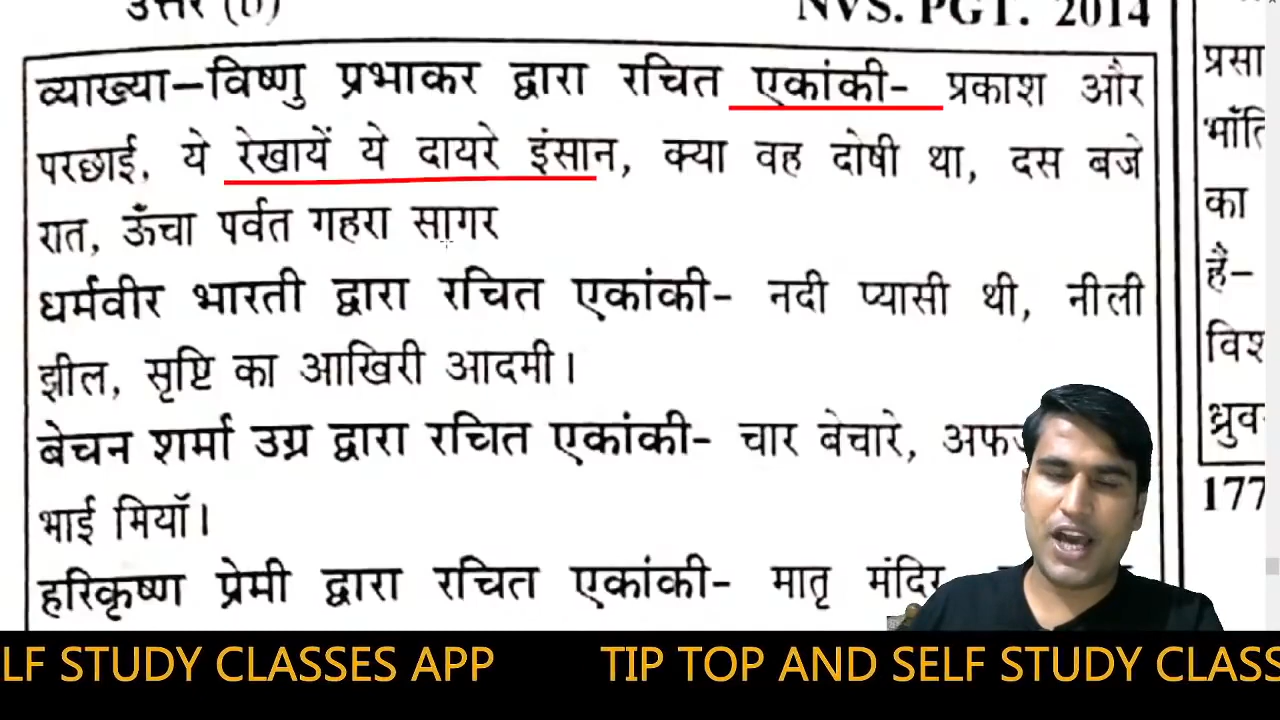 उत्तर (b)
NVS. PGT. 2014
व्याख्या–विष्णु प्रभाकर द्वारा रचित एकांकी- प्रकाश और
परछाई, ये रेखायें ये दायरे इंसान, क्या वह दोषी था, दस बजे
रात, ऊँचा पर्वत गहरा सागर
धर्मवीर भारती द्वारा रचित एकांकी- नदी प्यासी थी, नीली
झील, सृष्टि का आखिरी आदमी।
बेचन शर्मा उग्र द्वारा रचित एकांकी- चार बेचारे,
भाई मियाॅं।
हरिकृष्ण प्रेमी द्वारा रचित एकांकी- मातृ मंदिर
का
हैं–
177
LF STUDY CLASSES APP TIP TOP AND SELF STUDY CLASS